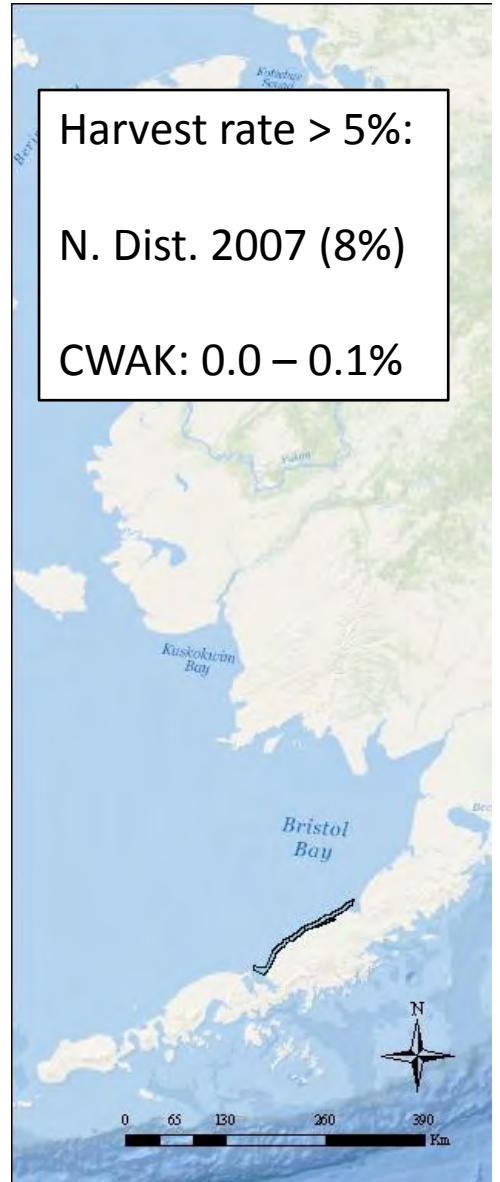 Kotzebue
Sound
Harvest rate > 5%:
N. Dist. 2007 (8%)
CWAK: 0.0 – 0.1%
Yukon
Kuskokwim
Bay
Bristol
Bay
N
0 65 130 260 390
Km